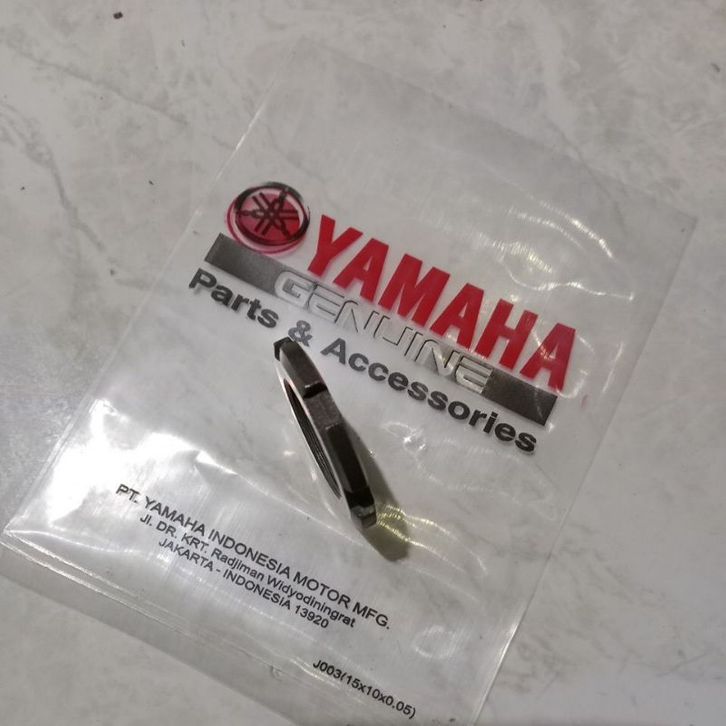 YAMAHA
GENUINE
Parts & Accessories
PT. YAMAHA INDONESIA MOTOR MFG.
Jl. DR. KRT. Radjiman Widyodiningrat
JAKARTA - INDONESIA 13920
J003(15x10x0.05)